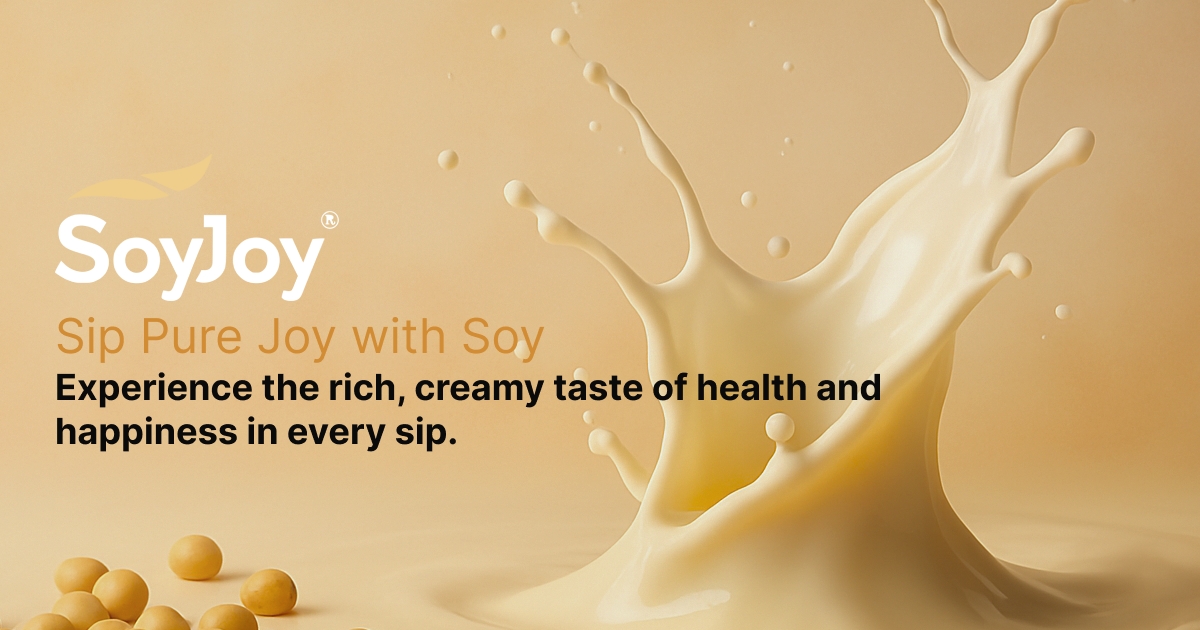 SoyJoy®
Sip Pure Joy with Soy
Experience the rich, creamy taste of health and
happiness in every sip.